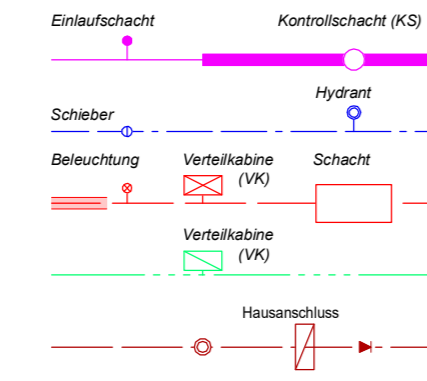 Einlaufschacht
Kontrollschacht (KS)
Hydrant
Schieber
Beleuchtung
Verteilkabine
(VK)
Schacht
Verteilkabine
(VK)
Hausanschluss